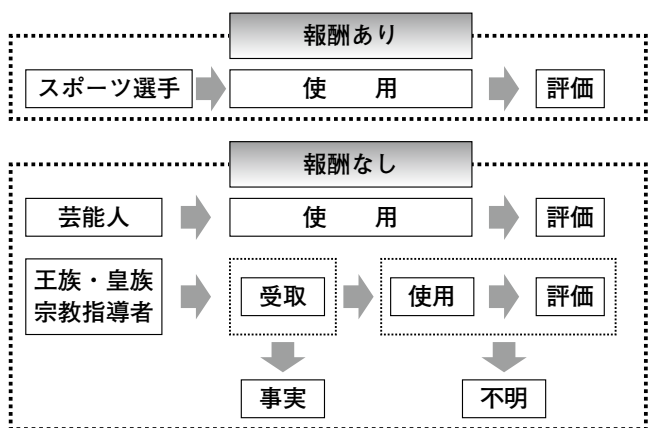 報酬あり
スポーツ選手
使 用
評価
報酬なし
芸能人
使 用
評価
王族・皇族
宗教指導者
受取
使用
評価
事実
不明